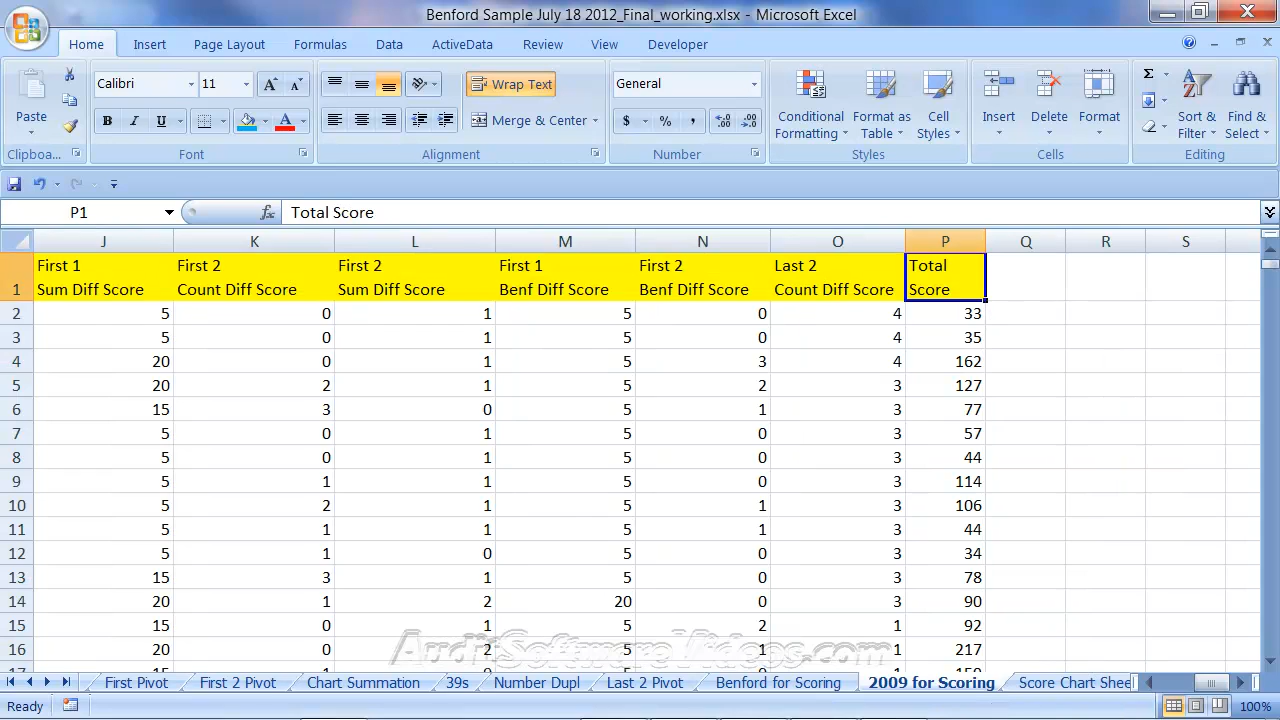 Benford Sample July 18 2012_Final_working.xlsx - Microsoft Excel
Home Insert Page Layout Formulas Data ActiveData Review View Developer
Paste
Calibri 11
B I U
Wrap Text
Merge & Center
General
$ % ,
Conditional Formatting
Format as Table
Cell Styles
Insert Delete Format
Sort & Filter
Find & Select
Clipboa... Font Alignment Number Styles Cells Editing
P1 fx Total Score
J K L M N O P Q R S
First 1 First 2 First 2 First 1 First 2 Last 2 Total
1 Sum Diff Score Count Diff Score Sum Diff Score Benf Diff Score Benf Diff Score Count Diff Score Score
2 5 0 1 5 0 4 33
3 5 0 1 5 0 4 35
4 20 0 1 5 3 4 162
5 20 2 1 5 2 3 127
6 15 3 0 5 1 3 77
7 5 0 1 5 0 3 57
8 5 0 1 5 0 3 44
9 5 1 1 5 0 3 114
10 5 2 1 5 1 3 106
11 5 1 1 5 1 3 44
12 5 1 0 5 0 3 34
13 15 3 1 5 0 3 78
14 20 1 2 20 0 3 90
15 15 0 1 5 2 1 92
16 20 0 2 5 1 1 217
AuditSoftwareVideos.com
First Pivot First 2 Pivot Chart Summation 39s Number Dupl Last 2 Pivot Benford for Scoring 2009 for Scoring Score Chart Shee
Ready 100%